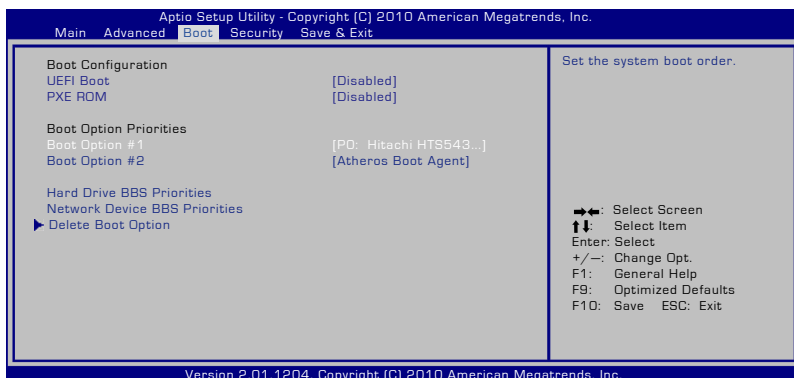 Aptio Setup Utility - Copyright (C) 2010 American Megatrends, Inc.
Main Advanced Boot Security Save & Exit
Boot Configuration
UEFI Boot [Disabled]
PXE ROM [Disabled]
Boot Option Priorities
Boot Option #1 [P0: Hitachi HTS543...]
Boot Option #2 [Atheros Boot Agent]
Hard Drive BBS Priorities
Network Device BBS Priorities
Delete Boot Option
Set the system boot order.
→←: Select Screen
↑↓: Select Item
Enter: Select
+/—: Change Opt.
F1: General Help
F9: Optimized Defaults
F10: Save ESC: Exit
Version 2.01.1204. Copyright (C) 2010 American Megatrends, Inc.